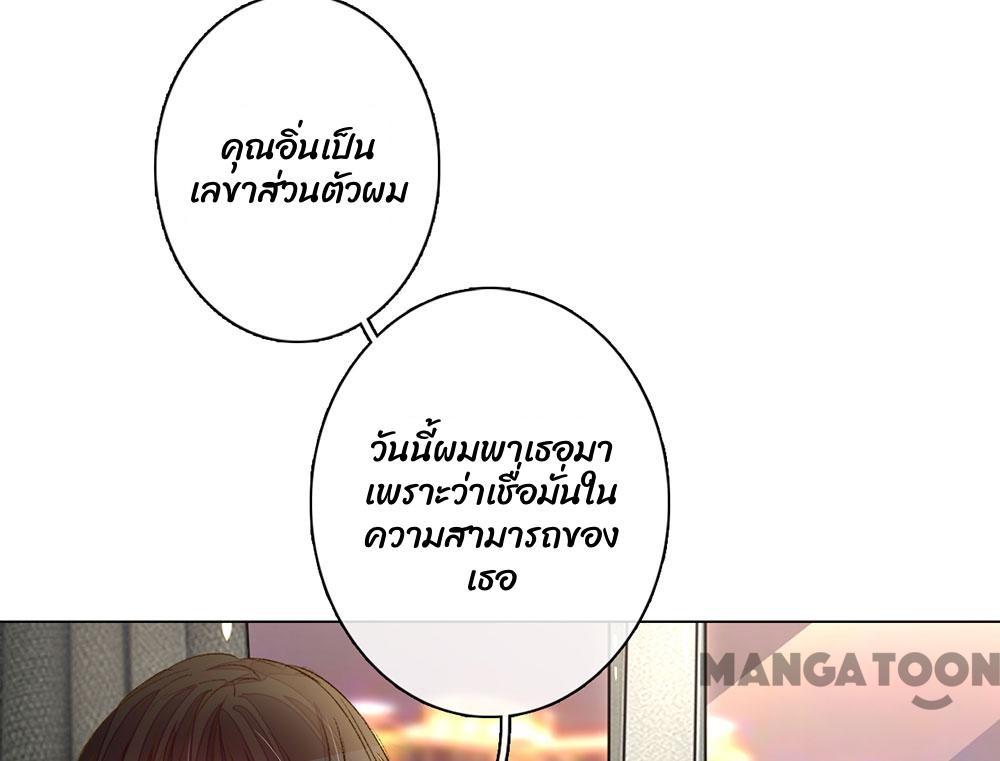 คุณอิ่นเป็น
เลขาส่วนตัวผม
วันนี้ผมพาเธอมา
เพราะว่าเชื่อมั่นใน
ความสามารถของ
เธอ
MANGATOON